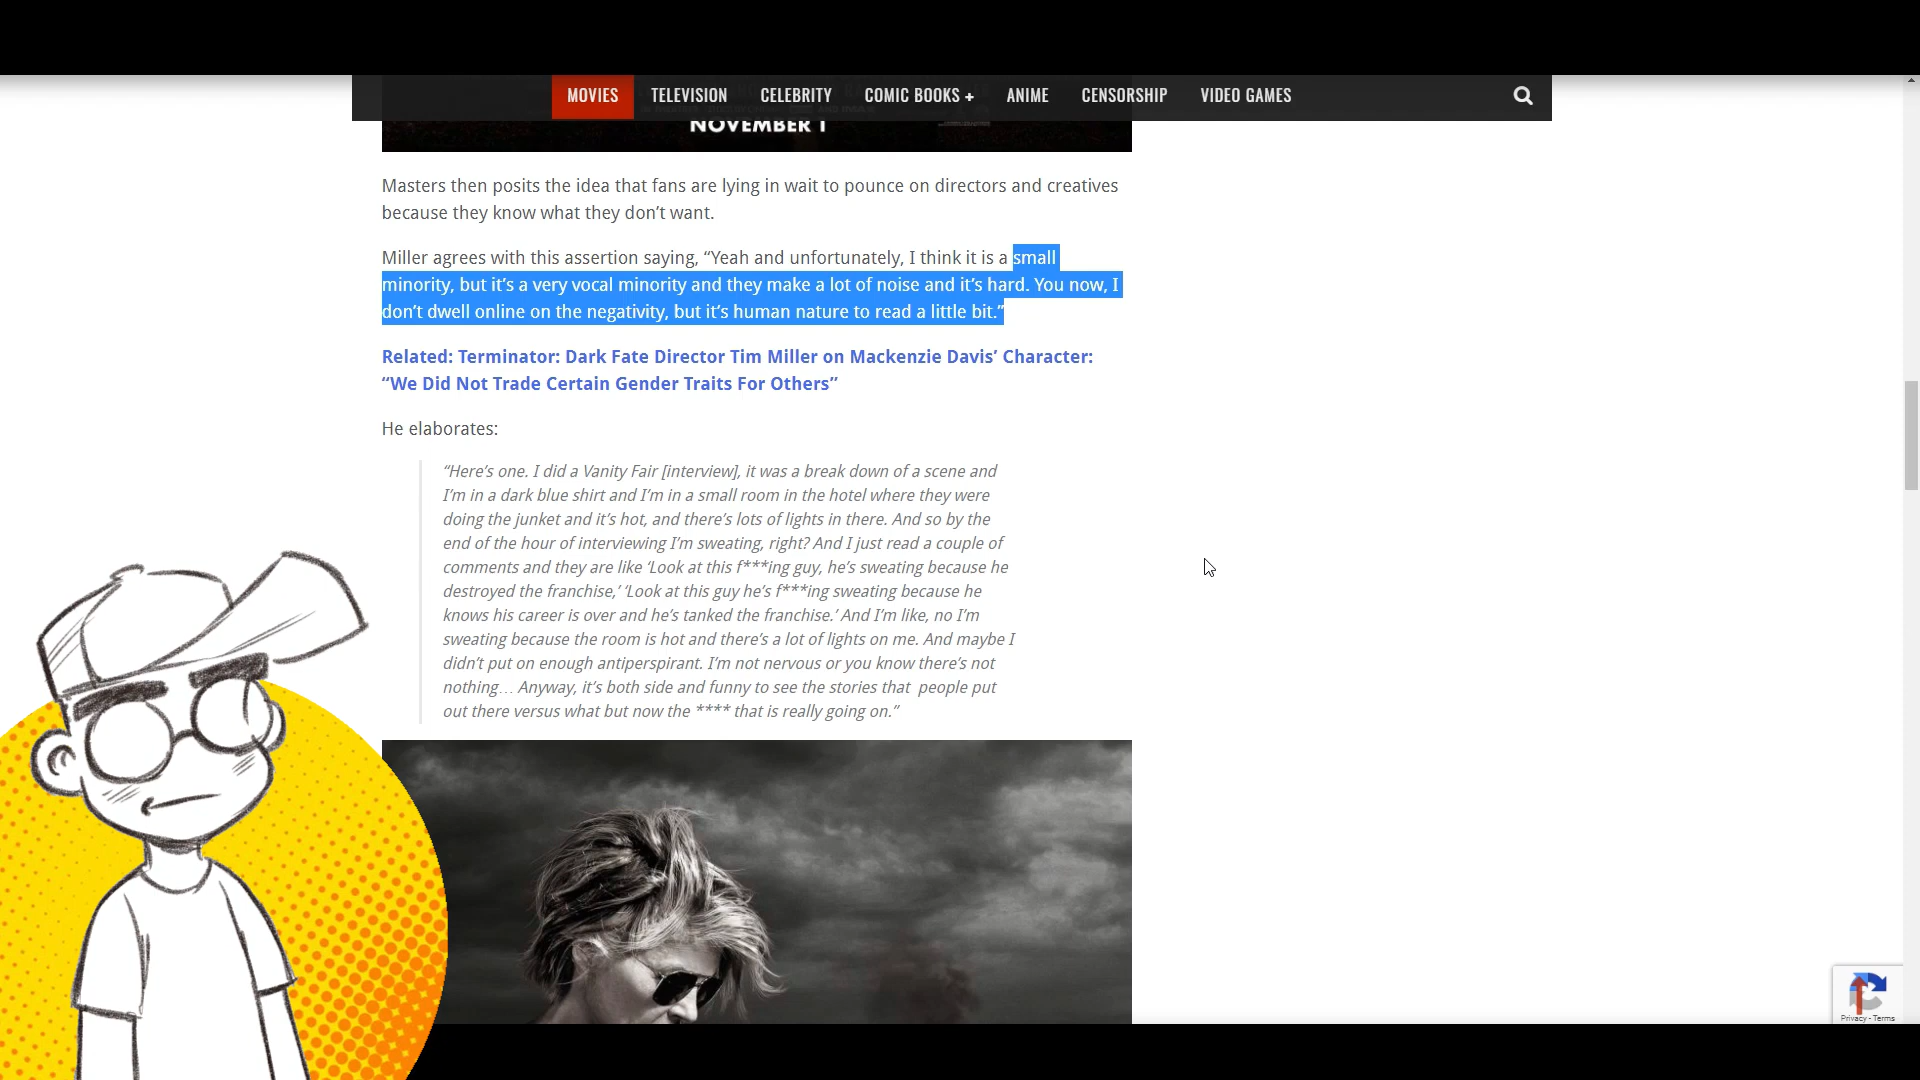 MOVIES TELEVISION CELEBRITY COMIC BOOKS + ANIME CENSORSHIP VIDEO GAMES
NOVEMBER 1
Masters then posits the idea that fans are lying in wait to pounce on directors and creatives
because they know what they don’t want.
Miller agrees with this assertion saying, “Yeah and unfortunately, I think it is a small
minority, but it’s a very vocal minority and they make a lot of noise and it’s hard. You now, I
don’t dwell online on the negativity, but it’s human nature to read a little bit.”
Related: Terminator: Dark Fate Director Tim Miller on Mackenzie Davis’ Character:
“We Did Not Trade Certain Gender Traits For Others”
He elaborates:
“Here’s one. I did a Vanity Fair [interview], it was a break down of a scene and
I’m in a dark blue shirt and I’m in a small room in the hotel where they were
doing the junket and it’s hot, and there’s lots of lights in there. And so by the
end of the hour of interviewing I’m sweating, right? And I just read a couple of
comments and they are like ‘Look at this f***ing guy, he’s sweating because he
destroyed the franchise,’ ‘Look at this guy he’s f***ing sweating because he
knows his career is over and he’s tanked the franchise.’ And I’m like, no I’m
sweating because the room is hot and there’s a lot of lights on me. And maybe I
didn’t put on enough antiperspirant. I’m not nervous or you know there’s not
nothing… Anyway, it’s both side and funny to see the stories that people put
out there versus what but now the **** that is really going on.”
Privacy - Terms